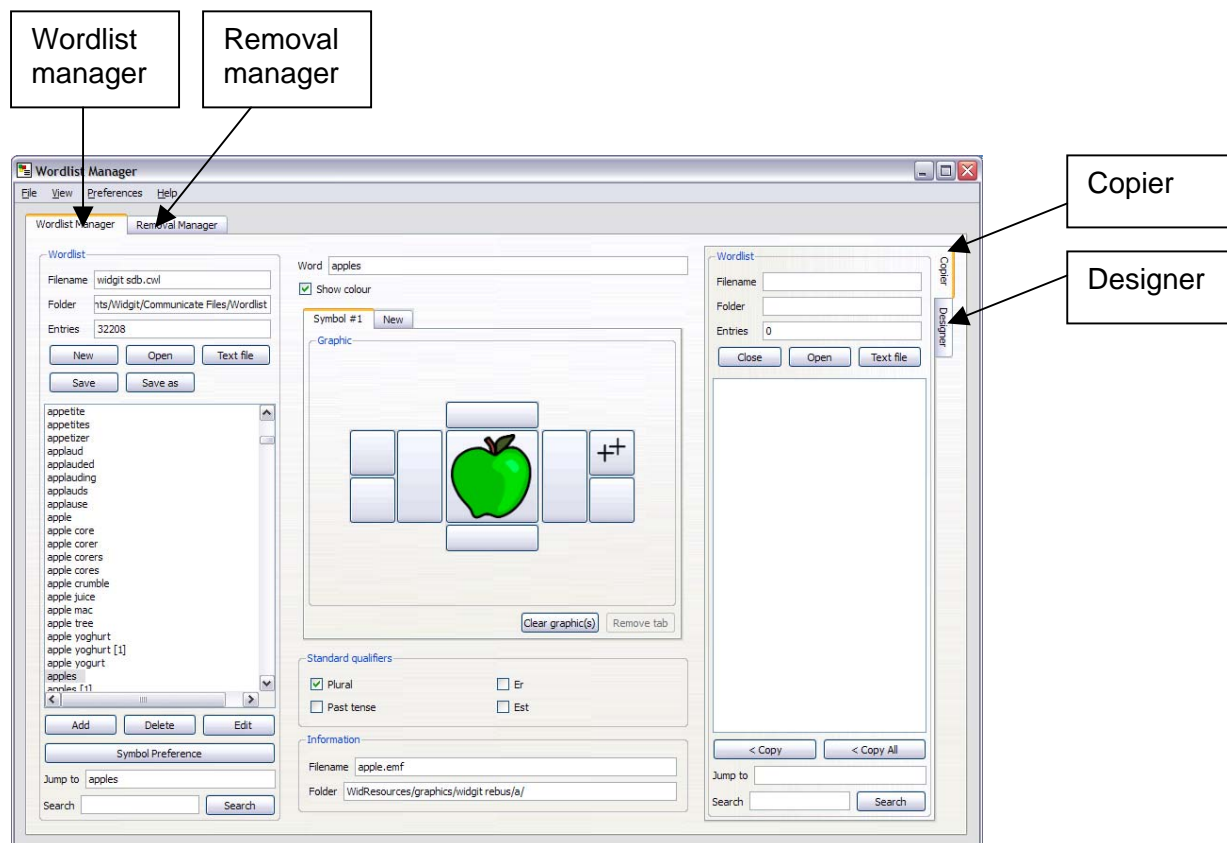 Wordlist
manager
Removal
manager
Wordlist Manager
File View Preferences Help
Wordlist Manager Removal Manager
Wordlist
Filename widgit sdb.cwl
Folder nts/Widgit/Communicate Files/Wordlist
Entries 32208
New Open Text file
Save Save as
appetite
appetites
appetizer
applaud
applauded
applauding
applauds
applause
apple
apple core
apple corer
apple corers
apple cores
apple crumble
apple juice
apple mac
apple tree
apple yoghurt
apple yoghurt [1]
apple yogurt
apples
apples [1]
Add Delete Edit
Symbol Preference
Jump to apples
Search Search
Word apples
Show colour
Symbol #1 New
Graphic
++
Clear graphic(s) Remove tab
Standard qualifiers
Plural Er
Past tense Est
Information
Filename apple.emf
Folder WidResources/graphics/widgit rebus/a/
Wordlist
Filename
Folder
Entries 0
Close Open Text file
< Copy < Copy All
Jump to
Search Search
Copier
Designer
Copier
Designer